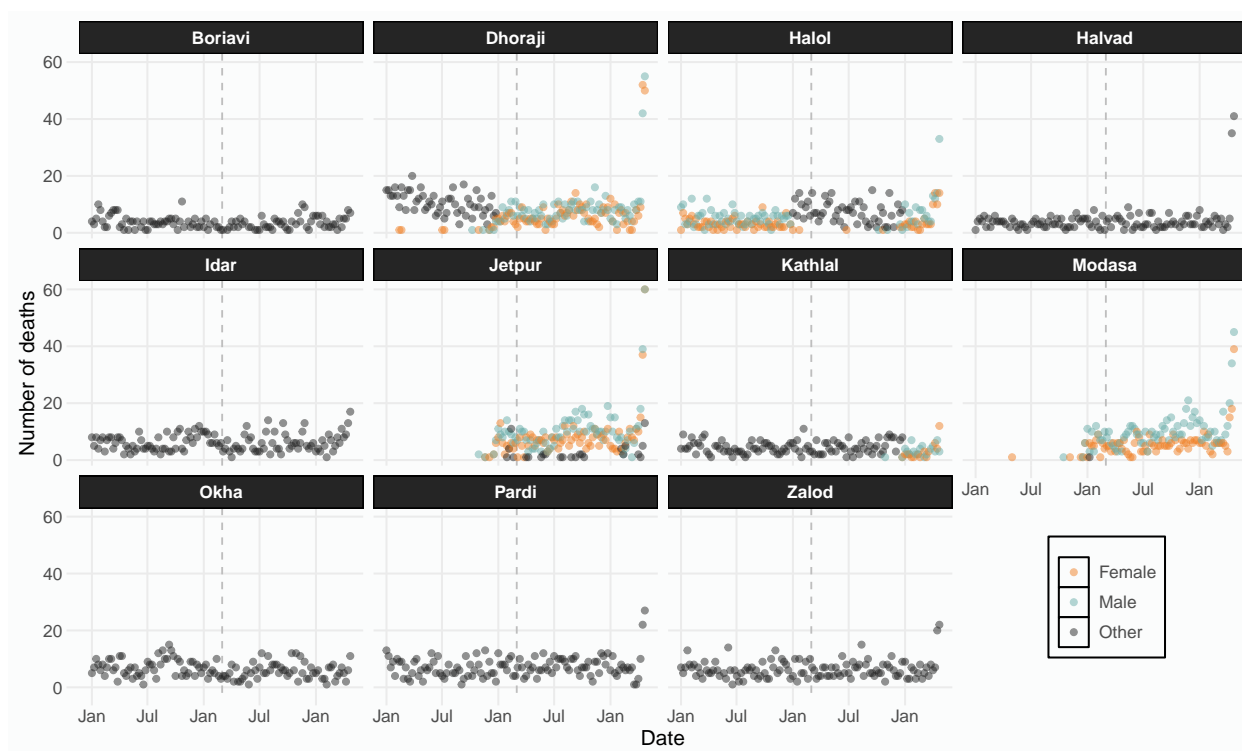 Boriavi Dhoraji Halol Halvad
60
40
20
0
Idar Jetpur Kathlal Modasa
60
40
20
0
Jan Jul Jan Jul Jan
Okha Pardi Zalod
60
40
20
0
Jan Jul Jan Jul Jan Jan Jul Jan Jul Jan Jan Jul Jan Jul Jan
Number of deaths
Date
Female
Male
Other